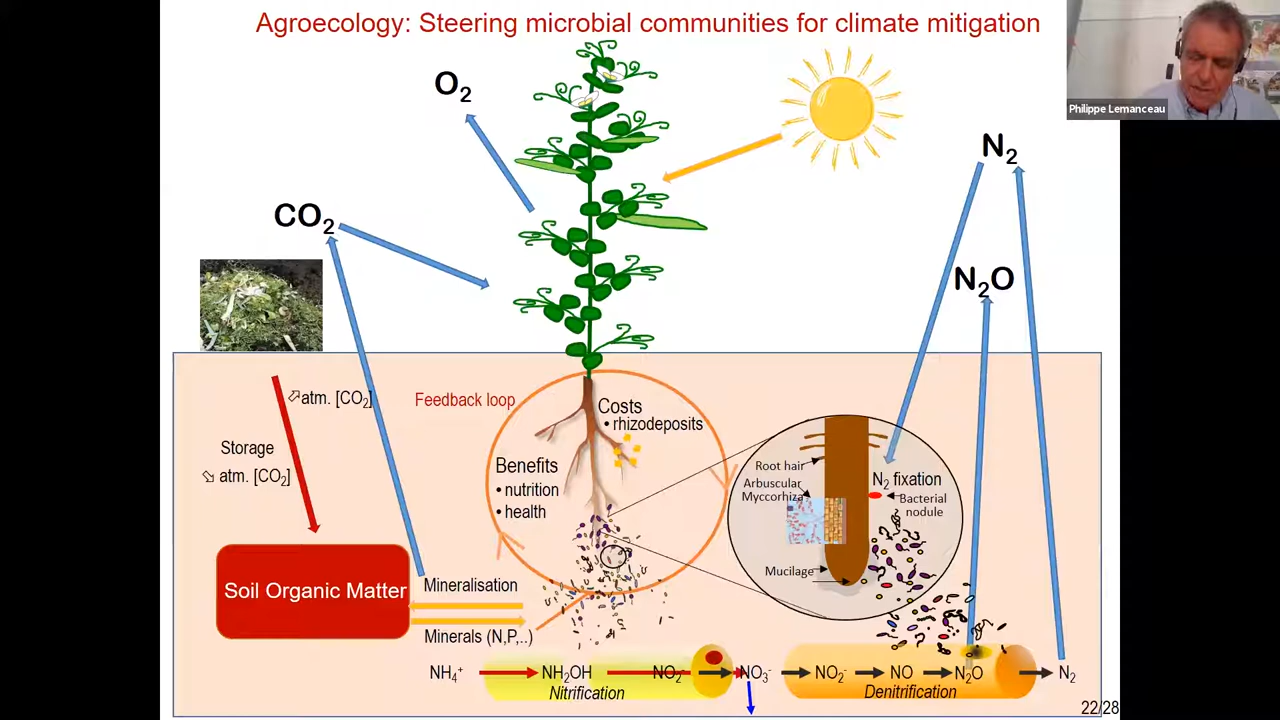 Agroecology: Steering microbial communities for climate mitigation
Philippe Lemanceau
O2
N2
CO2
N2O
atm. [CO2]
Feedback loop
Costs
• rhizodeposits
Storage
atm. [CO2]
Benefits
• nutrition
• health
Root hair
Arbuscular
Myccorhiza
N2 fixation
Bacterial
nodule
Mucilage
Soil Organic Matter
Mineralisation
Minerals (N,P,..)
NH4+ NH2OH NO2- NO3- NO2- NO N2O N2
Nitrification
Denitrification
22/28